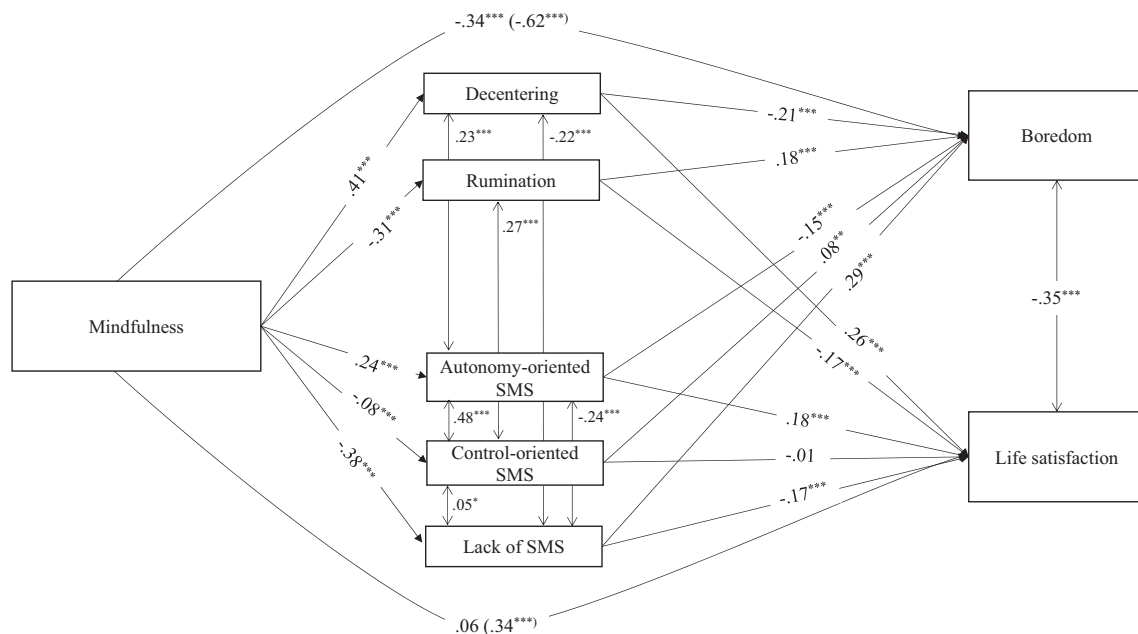 -.34*** (-.62***)
Decentering
Boredom
-.21***
.23***
-.22***
.18***
Rumination
.41***
-.31***
.27***
-.15***
.08**
.29***
Mindfulness
-.35***
.26***
-.17***
.24***
Autonomy-oriented
SMS
-.08***
.48***
-.24***
.18***
-.38***
Control-oriented
SMS
-.01
Life satisfaction
-.17***
.05*
Lack of SMS
.06 (.34***)